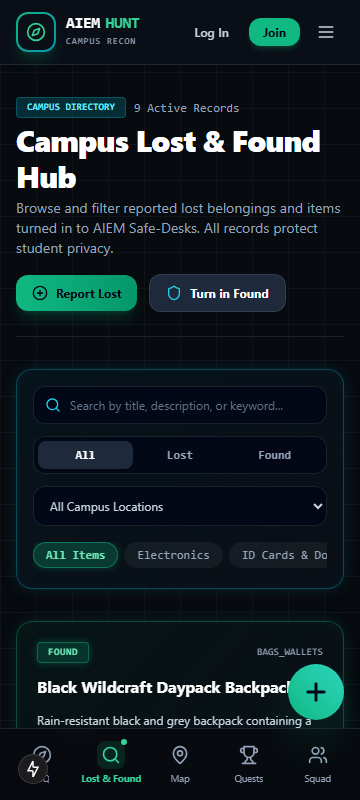 AIEM HUNT
CAMPUS RECON
Log In
Join
CAMPUS DIRECTORY
9 Active Records
Campus Lost & Found
Hub
Browse and filter reported lost belongings and items
turned in to AIEM Safe-Desks. All records protect
student privacy.
Report Lost
Turn in Found
Search by title, description, or keyword...
All
Lost
Found
All Campus Locations
All Items
Electronics
ID Cards & Do
FOUND
BAGS_WALLETS
Black Wildcraft Daypack Backpack
Rain-resistant black and grey backpack containing a
Lost & Found
Map
Quests
Squad